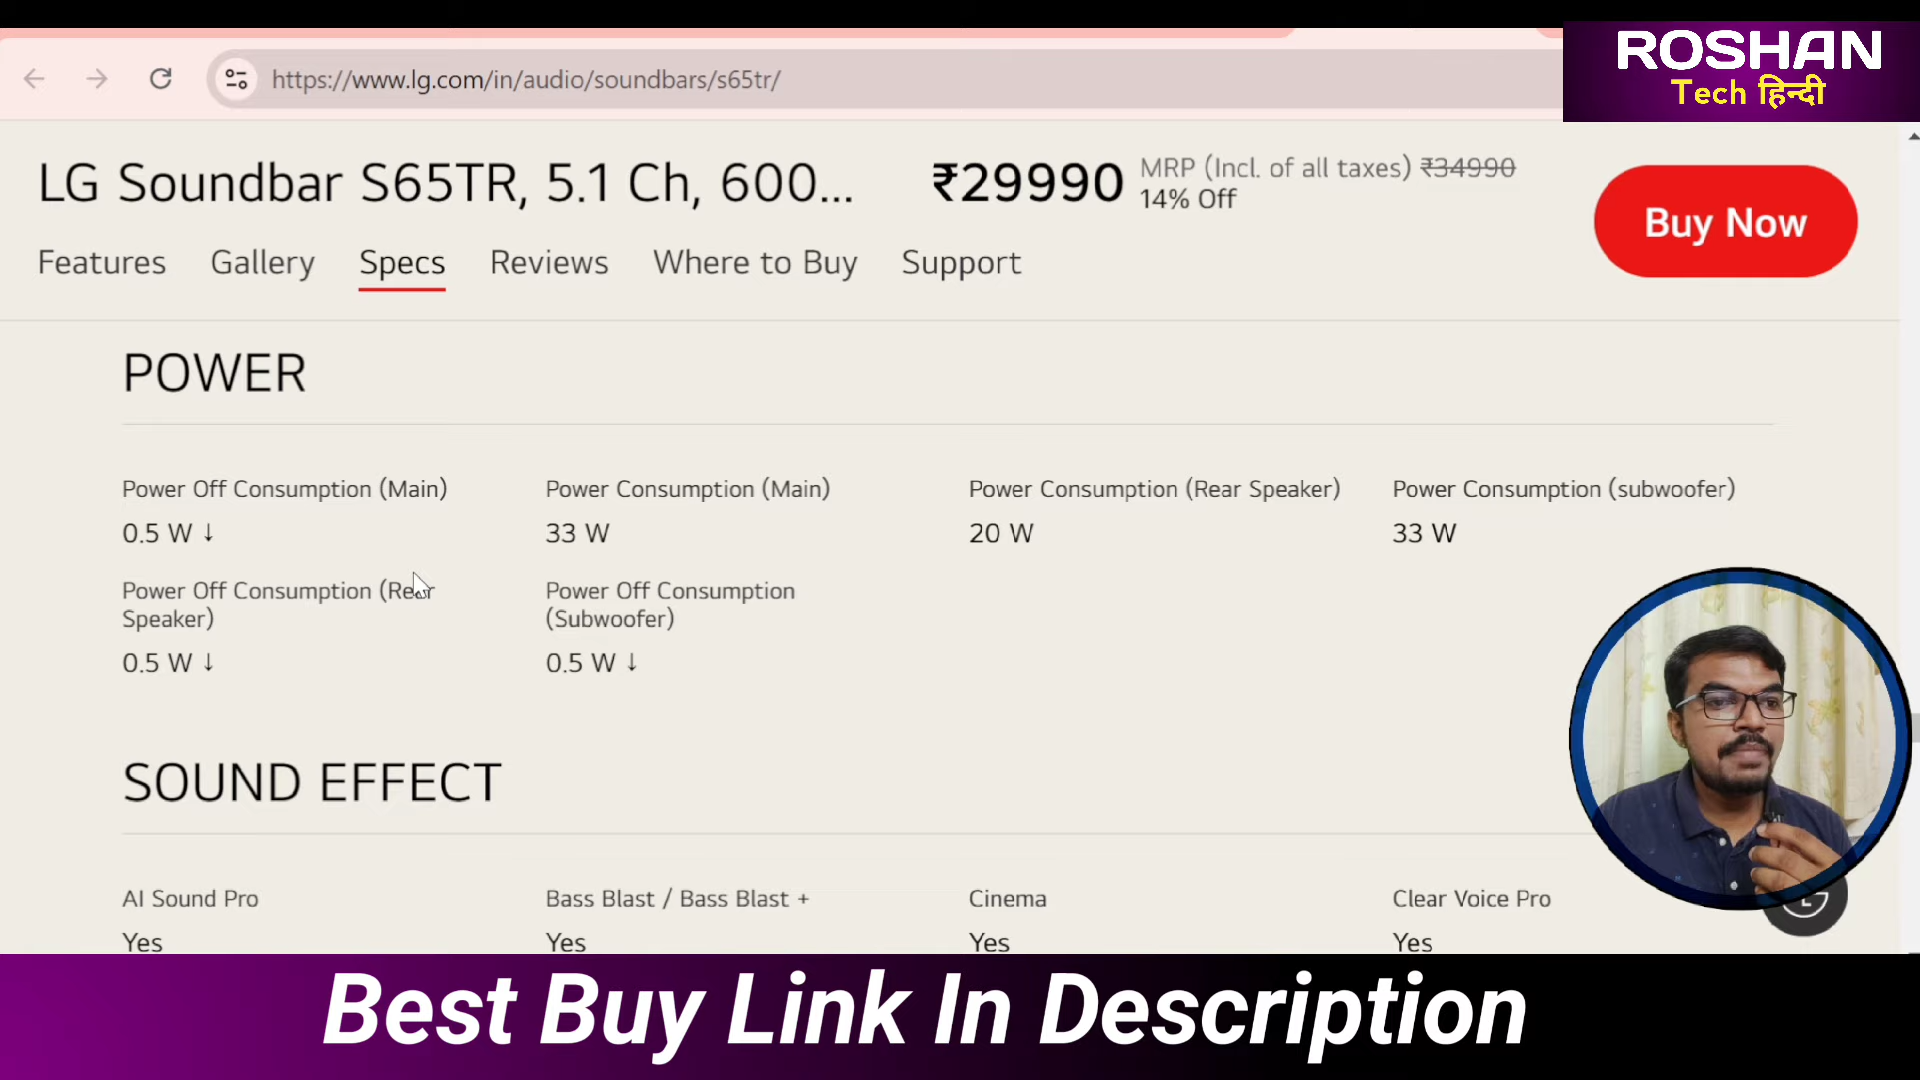 ROSHAN
Tech हिन्दी
https://www.lg.com/in/audio/soundbars/s65tr/
LG Soundbar S65TR, 5.1 Ch, 600...
₹29990
MRP (Incl. of all taxes) ₹34990
14% Off
Buy Now
Features Gallery Specs Reviews Where to Buy Support
POWER
Power Off Consumption (Main)
0.5 W ↓
Power Consumption (Main)
33 W
Power Consumption (Rear Speaker)
20 W
Power Consumption (subwoofer)
33 W
Power Off Consumption (Rear
Speaker)
0.5 W ↓
Power Off Consumption
(Subwoofer)
0.5 W ↓
SOUND EFFECT
AI Sound Pro
Yes
Bass Blast / Bass Blast +
Yes
Cinema
Yes
Clear Voice Pro
Yes
Best Buy Link In Description